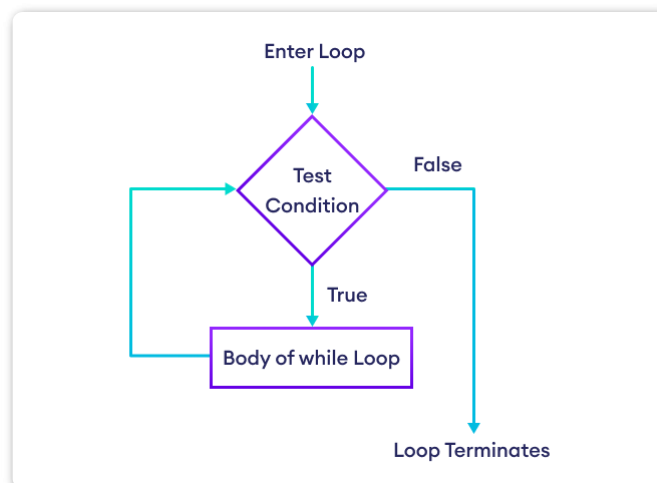 Enter Loop
False
Test
Condition
True
Body of while Loop
Loop Terminates